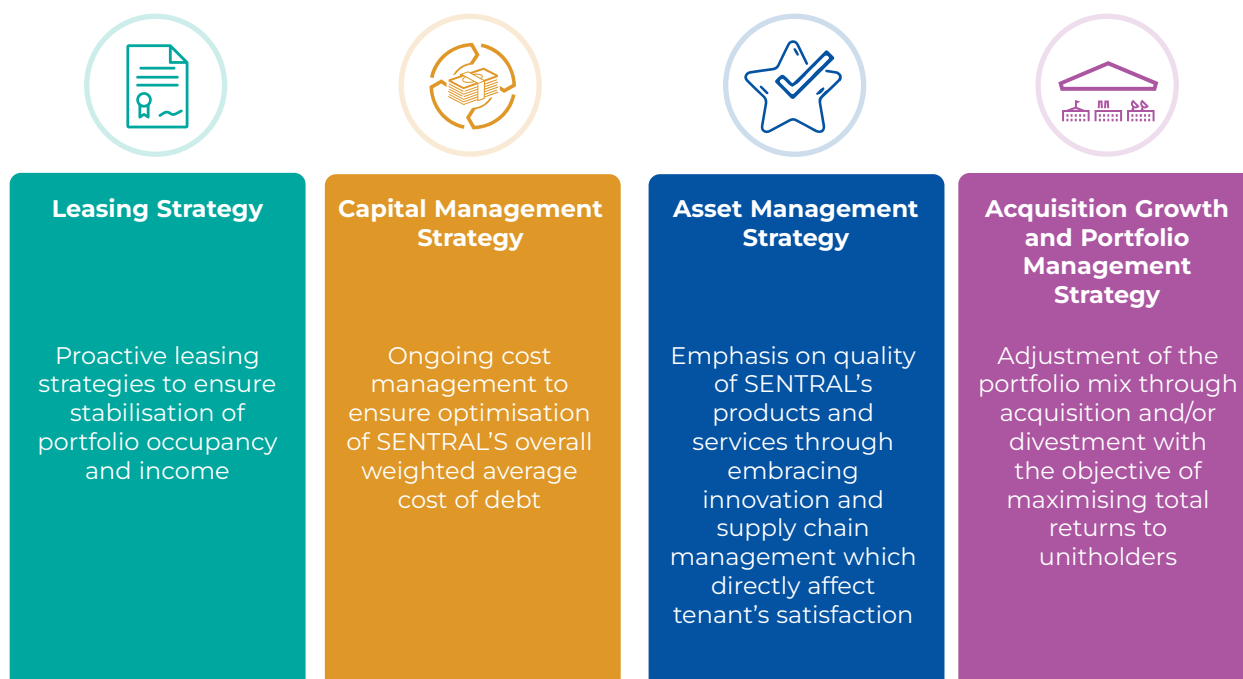 Leasing Strategy
Proactive leasing
strategies to ensure
stabilisation of
portfolio occupancy
and income
Capital Management
Strategy
Ongoing cost
management to
ensure optimisation
of SENTRAL'S overall
weighted average
cost of debt
Asset Management
Strategy
Emphasis on quality
of SENTRAL's
products and
services through
embracing
innovation and
supply chain
management which
directly affect
tenant's satisfaction
Acquisition Growth
and Portfolio
Management
Strategy
Adjustment of the
portfolio mix through
acquisition and/or
divestment with
the objective of
maximising total
returns to
unitholders